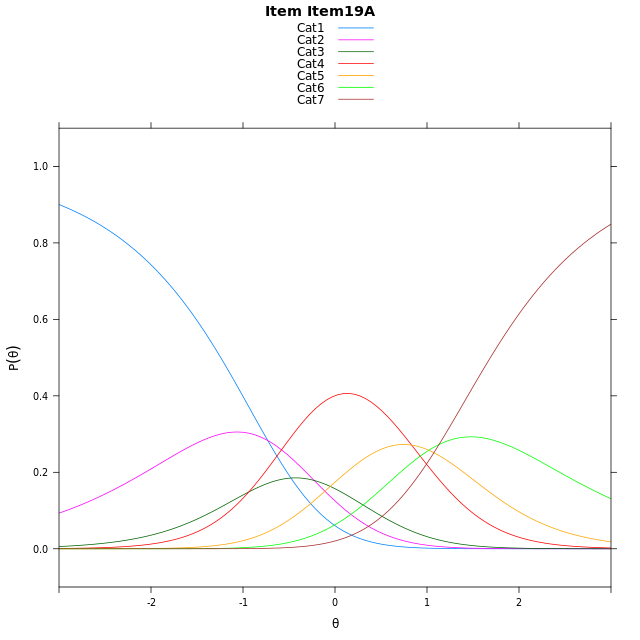 Item Item19A
Cat1
Cat2
Cat3
Cat4
Cat5
Cat6
Cat7
1.0
0.8
0.6
0.4
0.2
0.0
P(θ)
-2 -1 0 1 2
θ